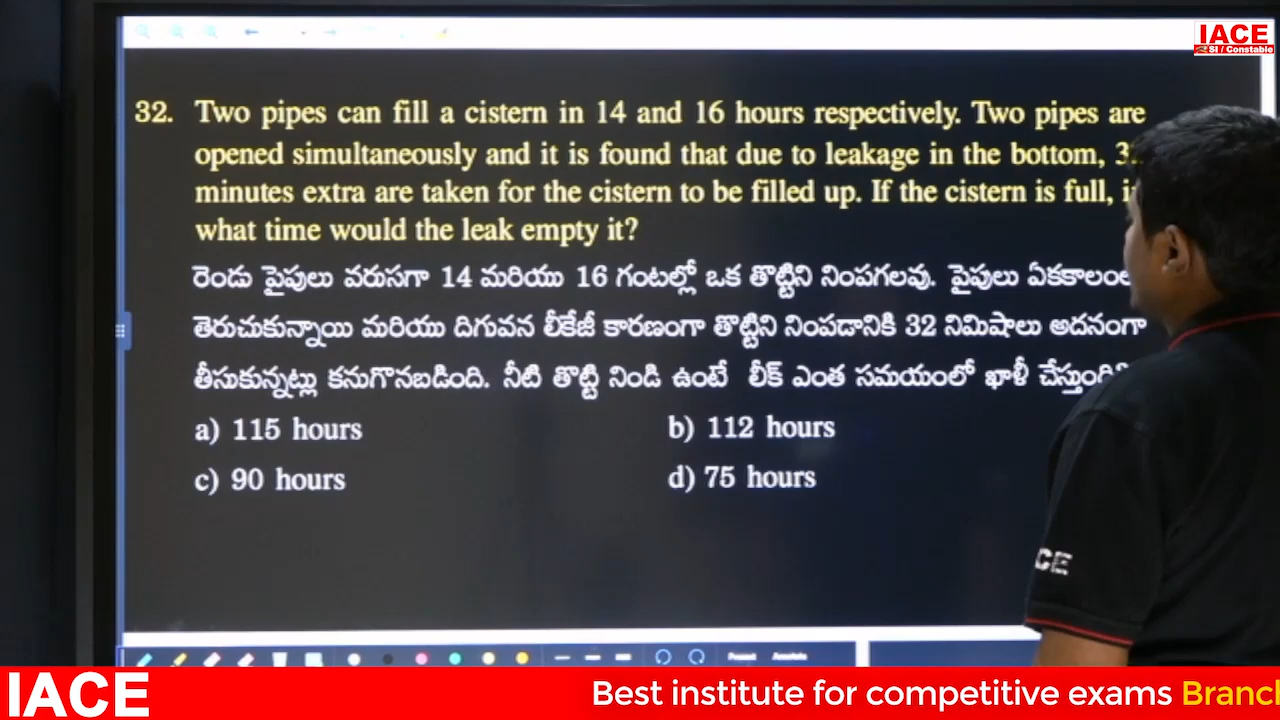 IACE
SI / Constable
32. Two pipes can fill a cistern in 14 and 16 hours respectively. Two pipes are
opened simultaneously and it is found that due to leakage in the bottom,
minutes extra are taken for the cistern to be filled up. If the cistern is full,
what time would the leak empty it?
రెండు పైపులు వరుసగా 14 మరియు 16 గంటల్లో ఒక తొట్టిని నింపగలవు. పైపులు
తెరుచుకున్నాయి మరియు దిగువన లీకేజీ కారణంగా తొట్టిని నింపడానికి 32 నిమిషాలు అదనంగా
తీసుకున్నట్లు కనుగొనబడింది. నీటి తొట్టి నిండి ఉంటే లీక్ ఎంత సమయంలో ఖాళీ
a) 115 hours b) 112 hours
c) 90 hours d) 75 hours
CE
IACE Best institute for competitive exams